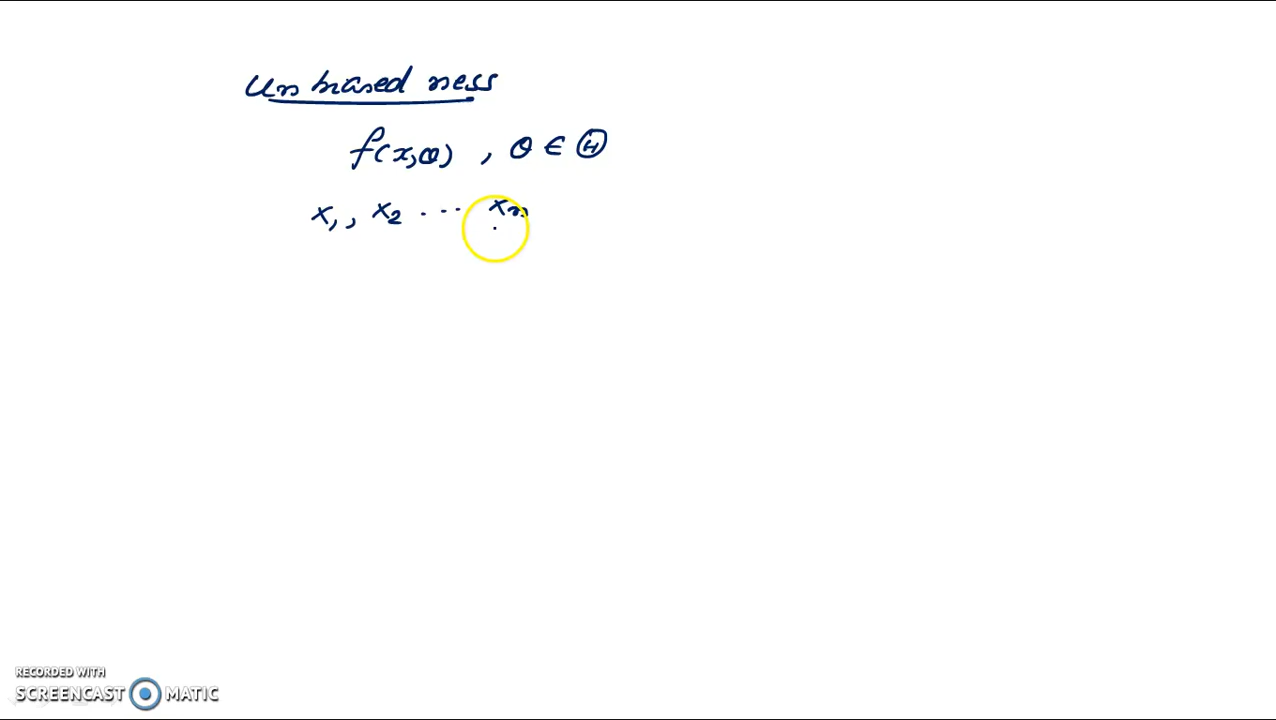 Unbiasedness
f(x,θ) , θ ∈ Ⓗ
x₁, x₂ ... xₙ
RECORDED WITH
SCREENCAST MATIC